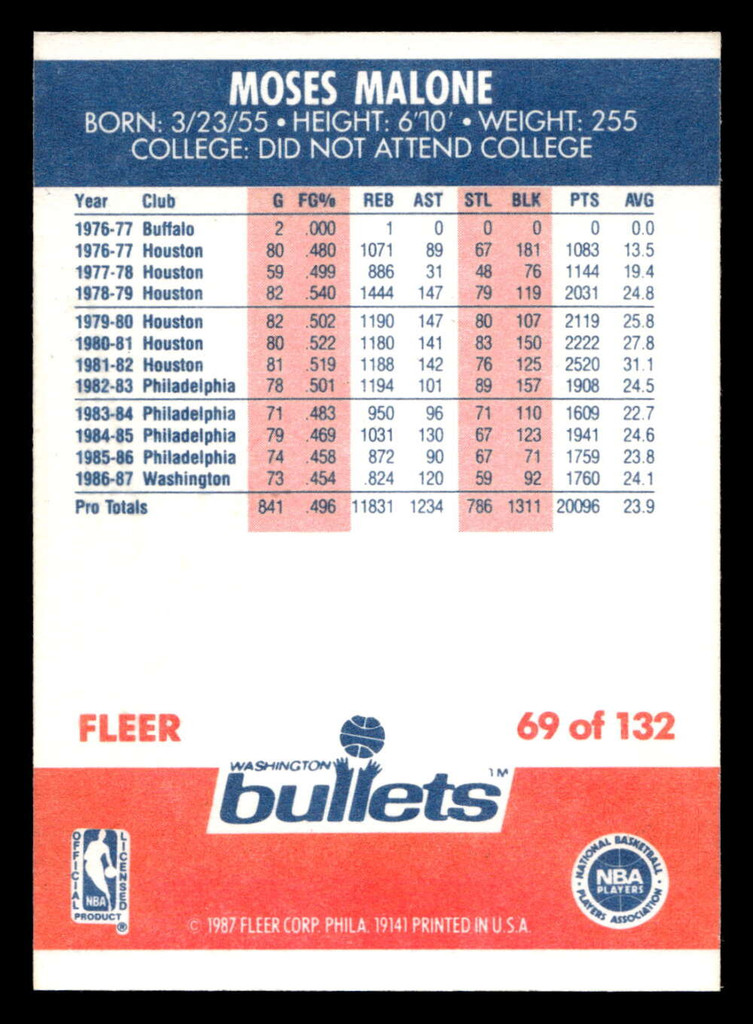 MOSES MALONE
BORN: 3/23/55 • HEIGHT: 6'10' • WEIGHT: 255
COLLEGE: DID NOT ATTEND COLLEGE
Year Club G FG% REB AST STL BLK PTS AVG
1976-77 Buffalo 2 .000 1 0 0 0 0 0.0
1976-77 Houston 80 .480 1071 89 67 181 1083 13.5
1977-78 Houston 59 .499 886 31 48 76 1144 19.4
1978-79 Houston 82 .540 1444 147 79 119 2031 24.8
1979-80 Houston 82 .502 1190 147 80 107 2119 25.8
1980-81 Houston 80 .522 1180 141 83 150 2222 27.8
1981-82 Houston 81 .519 1188 142 76 125 2520 31.1
1982-83 Philadelphia 78 .501 1194 101 89 157 1908 24.5
1983-84 Philadelphia 71 .483 950 96 71 110 1609 22.7
1984-85 Philadelphia 79 .469 1031 130 67 123 1941 24.6
1985-86 Philadelphia 74 .458 872 90 67 71 1759 23.8
1986-87 Washington 73 .454 .824 120 59 92 1760 24.1
Pro Totals 841 .496 11831 1234 786 1311 20096 23.9
FLEER
69 of 132
WASHINGTON
bullets TM
OFFICIAL LICENSED
NBA
PRODUCT ®
NATIONAL BASKETBALL
NBA
PLAYERS
PLAYERS ASSOCIATION
© 1987 FLEER CORP. PHILA. 19141 PRINTED IN U.S.A.